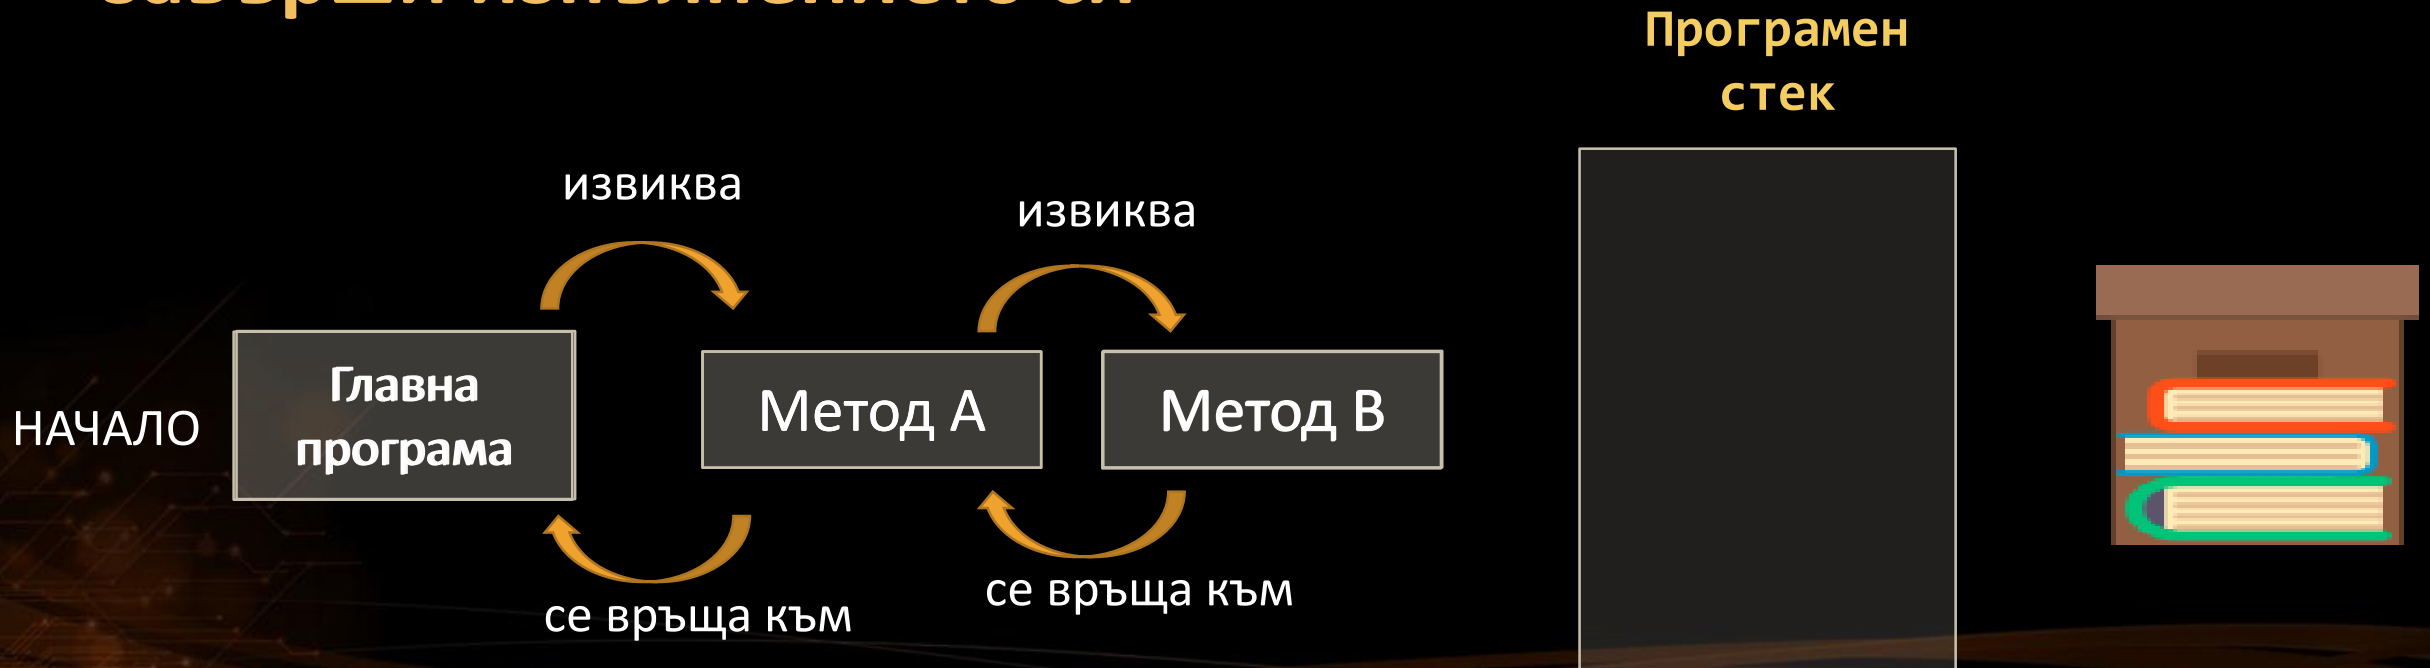 Програмен
стек
извиква
извиква
НАЧАЛО
Главна
програма
Метод А
Метод В
се връща към
се връща към